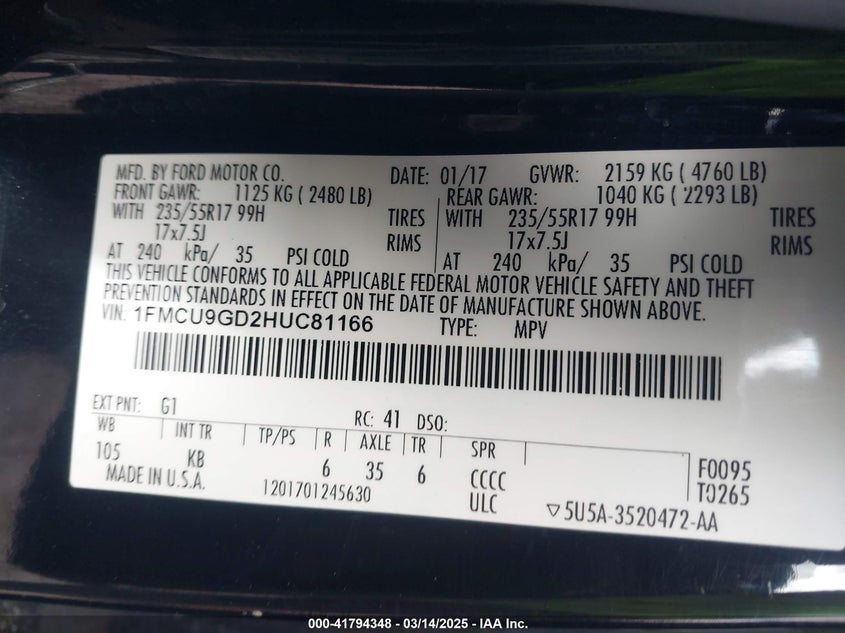 MFD. BY FORD MOTOR CO. DATE: 01/17 GVWR: 2159 KG ( 4760 LB)
FRONT GAWR: 1125 KG ( 2480 LB) REAR GAWR: 1040 KG ( 2293 LB)
WITH 235/55R17 99H TIRES WITH 235/55R17 99H TIRES
17x7.5J RIMS 17x7.5J RIMS
AT 240 kPa/ 35 PSI COLD AT 240 kPa/ 35 PSI COLD
THIS VEHICLE CONFORMS TO ALL APPLICABLE FEDERAL MOTOR VEHICLE SAFETY AND THEFT
PREVENTION STANDARDS IN EFFECT ON THE DATE OF MANUFACTURE SHOWN ABOVE.
VIN: 1FMCU9GD2HUC81166 TYPE: MPV
EXT PNT: G1 RC: 41 DSO:
WB INT TR TP/PS R AXLE TR SPR
105 KB 6 35 6 CCCC F0095
MADE IN U.S.A. 1201701245630 ULC T0265
▽5U5A-3520472-AA
000-41794348 - 03/14/2025 - IAA Inc.